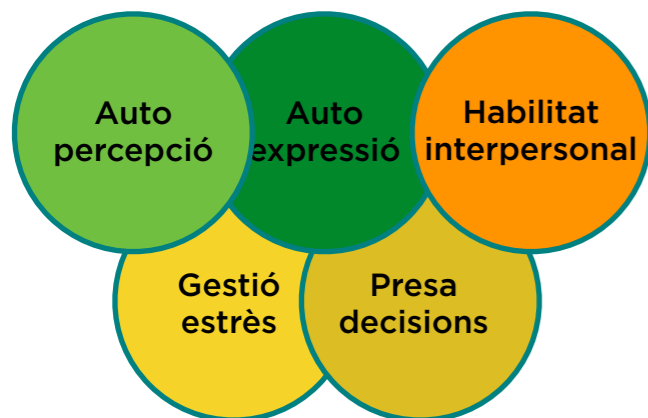 Auto
percepció
Auto
expressió
Habilitat
interpersonal
Gestió
estrès
Presa
decisions